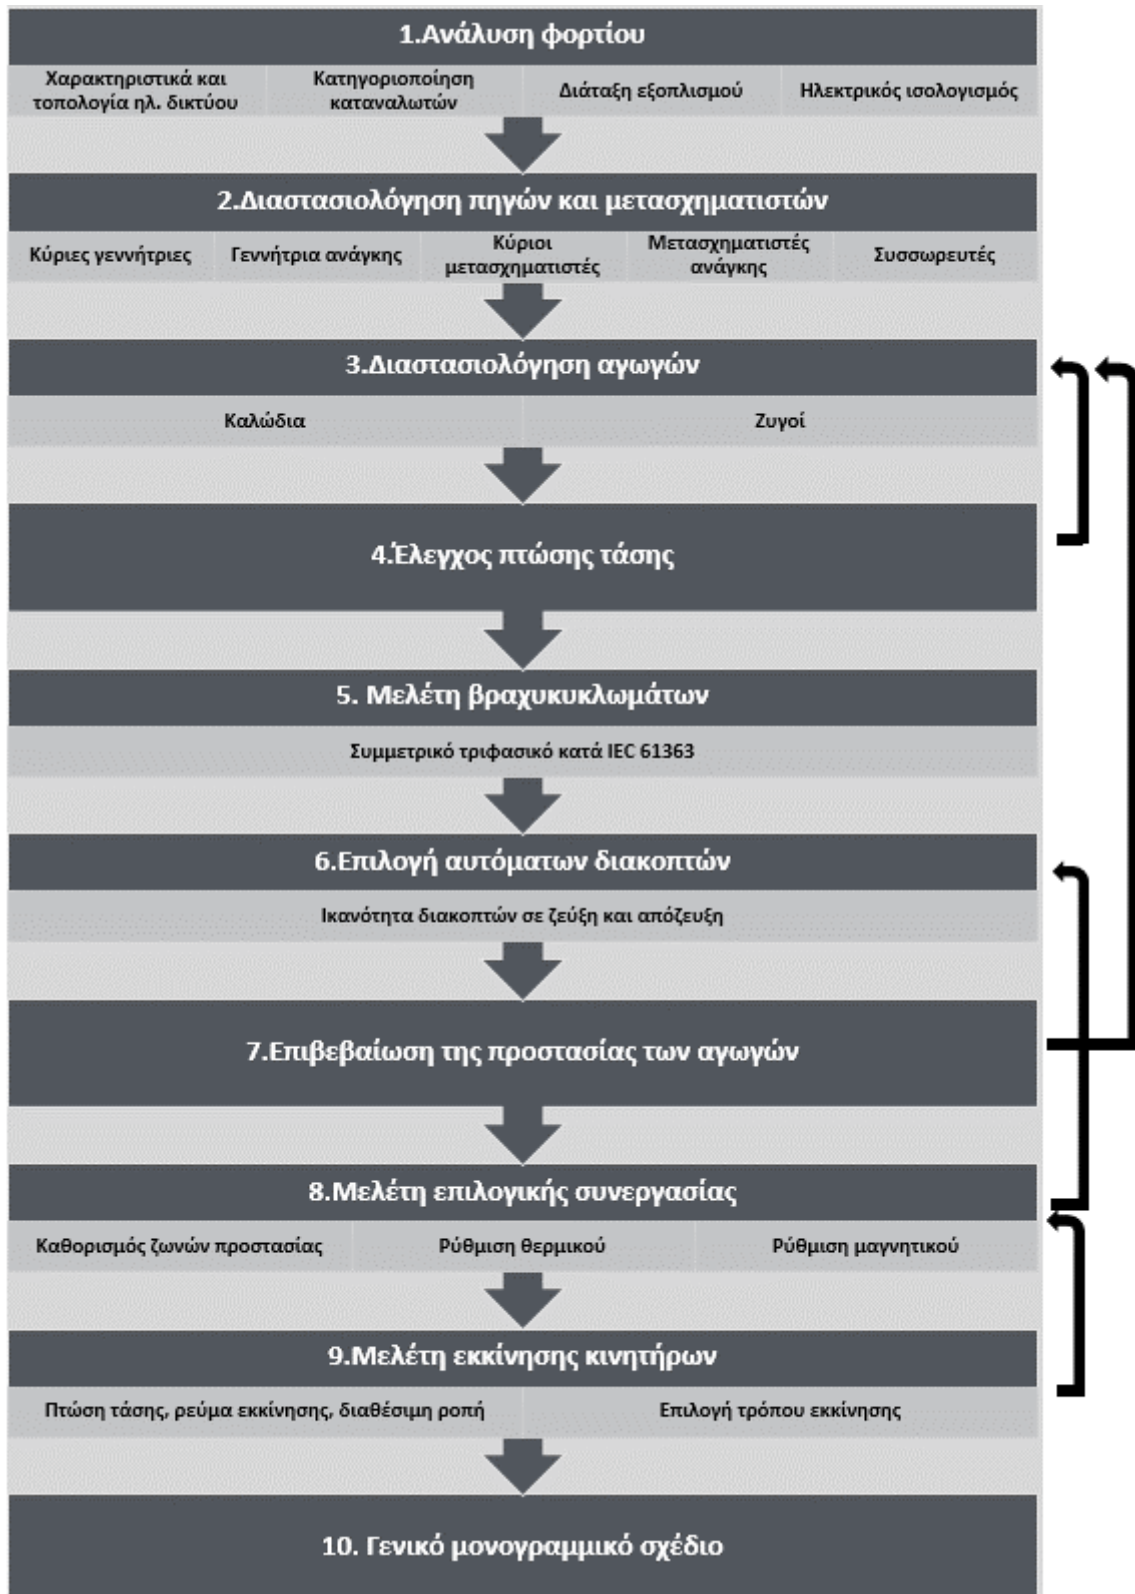 1.Ανάλυση φορτίου
Χαρακτηριστικά και
τοπολογία ηλ. δικτύου
Κατηγοριοποίηση
καταναλωτών
Διάταξη εξοπλισμού
Ηλεκτρικός ισολογισμός
2.Διαστασιολόγηση πηγών και μετασχηματιστών
Κύριες γεννήτριες
Γεννήτρια ανάγκης
Κύριοι
μετασχηματιστές
Μετασχηματιστές
ανάγκης
Συσσωρευτές
3.Διαστασιολόγηση αγωγών
Καλώδια
Ζυγοί
4.Έλεγχος πτώσης τάσης
5. Μελέτη βραχυκυκλωμάτων
Συμμετρικό τριφασικό κατά IEC 61363
6.Επιλογή αυτόματων διακοπτών
Ικανότητα διακοπτών σε ζεύξη και απόζευξη
7.Επιβεβαίωση της προστασίας των αγωγών
8.Μελέτη επιλογικής συνεργασίας
Καθορισμός ζωνών προστασίας
Ρύθμιση θερμικού
Ρύθμιση μαγνητικού
9.Μελέτη εκκίνησης κινητήρων
Πτώση τάσης, ρεύμα εκκίνησης, διαθέσιμη ροπή
Επιλογή τρόπου εκκίνησης
10. Γενικό μονογραμμικό σχέδιο